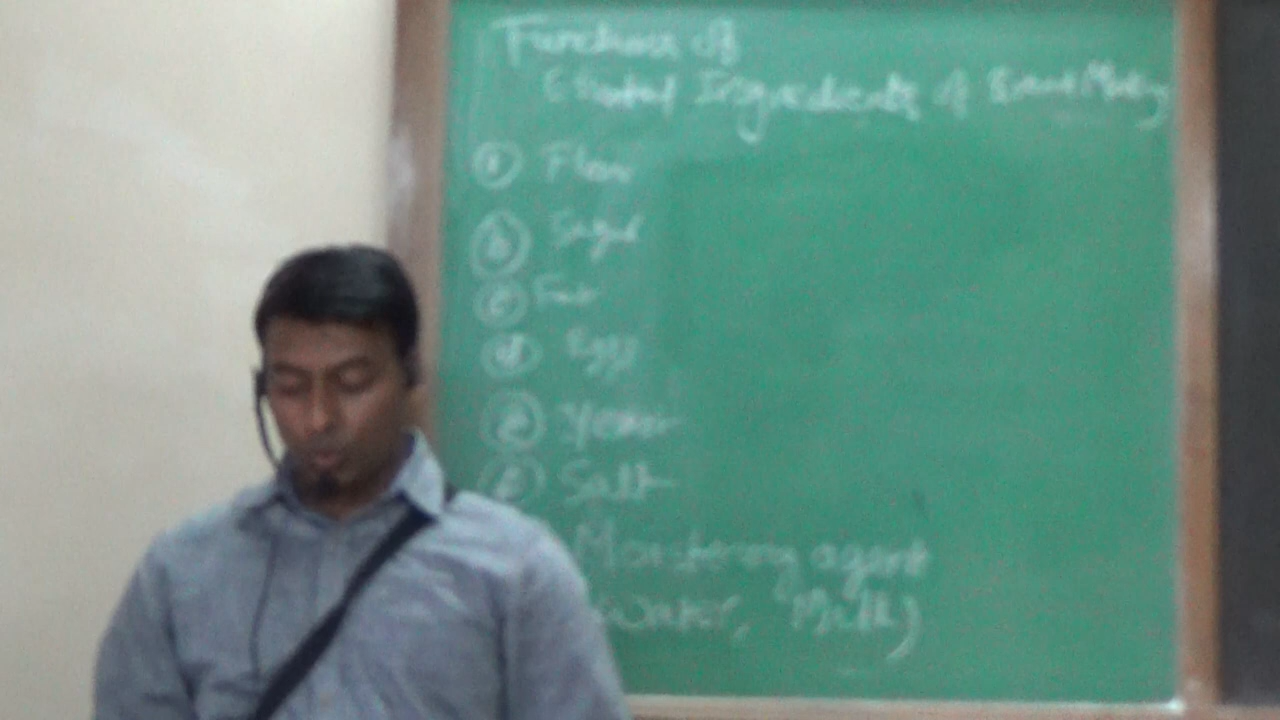 Functions of
Essential Ingredients of Bread Making
(a) Flour
(b) Sugar
(c) Fat
(d) Eggs
(e) Yeast
(f) Salt
Moistening agent
(Water, Milk)